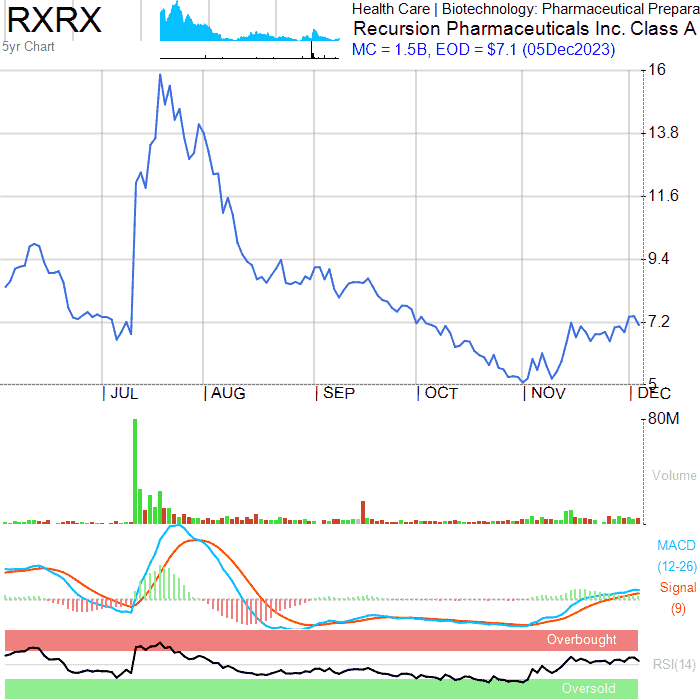 RXRX
5yr Chart
Health Care | Biotechnology: Pharmaceutical Prepara
Recursion Pharmaceuticals Inc. Class A
MC = 1.5B, EOD = $7.1 (05Dec2023)
16
13.8
11.6
9.4
7.2
5
JUL AUG SEP OCT NOV DEC
80M
Volume
MACD
(12-26)
Signal
(9)
Overbought
RSI(14)
Oversold